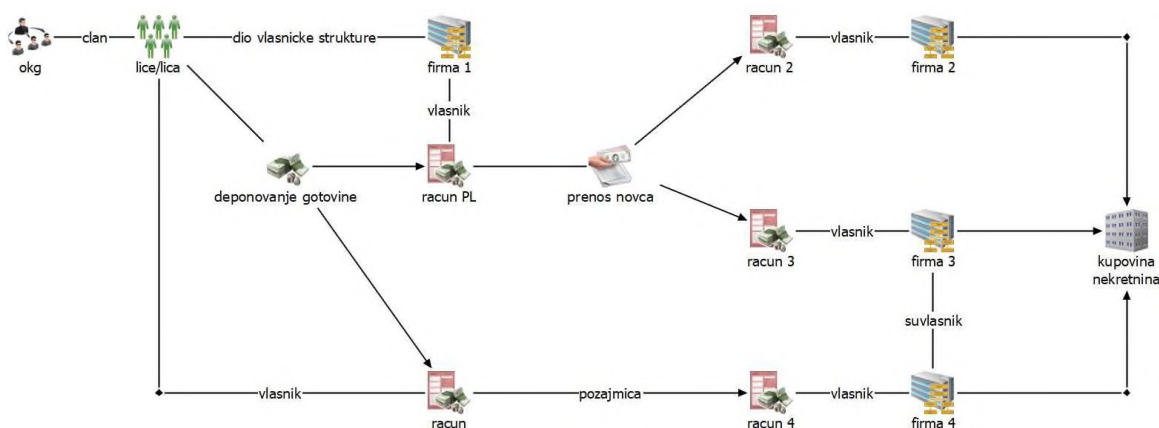 clan
dio vlasnicke strukture
vlasnik
okg
lice/lica
firma 1
racun 2
firma 2
vlasnik
deponovanje gotovine
racun PL
prenos novca
vlasnik
racun 3
firma 3
kupovina
nekretnina
suvlasnik
vlasnik
pozajmica
vlasnik
racun
racun 4
firma 4